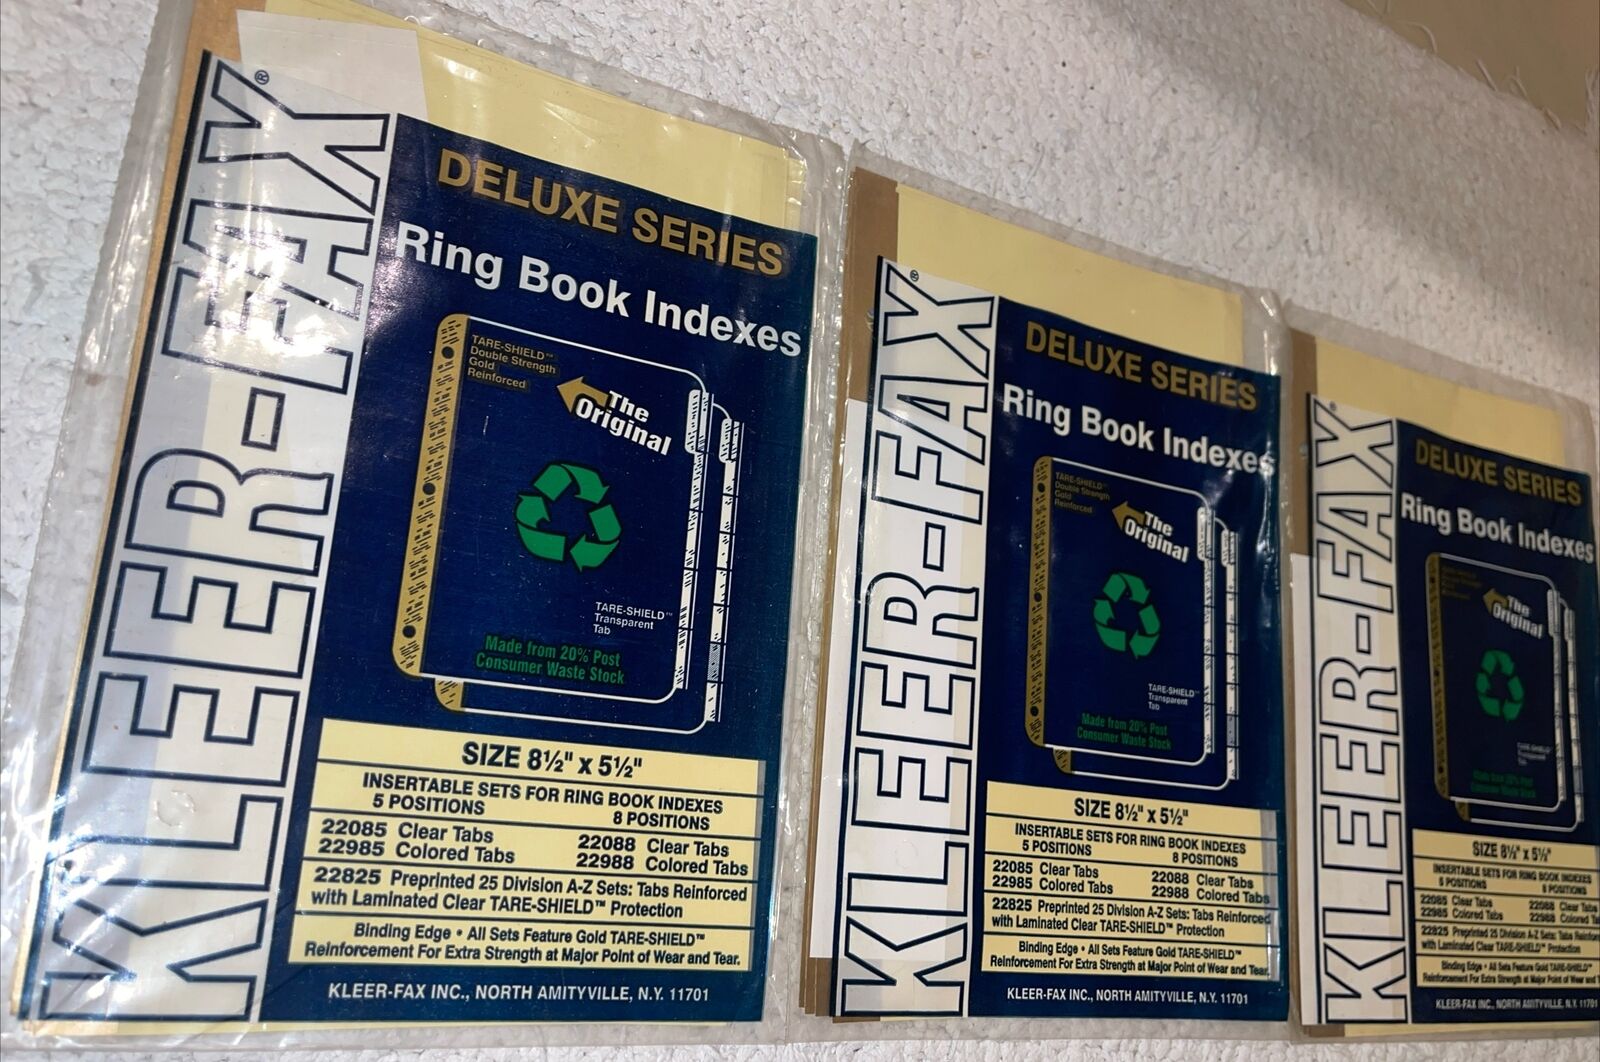 KLEER-FAX®
DELUXE SERIES
Ring Book Indexes
TARE-SHIELD™
Double Strength
Gold
Reinforced
The
Original
TARE-SHIELD™
Transparent
Tab
Made from 20% Post
Consumer Waste Stock
SIZE 8½" x 5½"
INSERTABLE SETS FOR RING BOOK INDEXES
5 POSITIONS 8 POSITIONS
22085 Clear Tabs 22088 Clear Tabs
22985 Colored Tabs 22988 Colored Tabs
22825 Preprinted 25 Division A-Z Sets: Tabs Reinforced
with Laminated Clear TARE-SHIELD™ Protection
Binding Edge • All Sets Feature Gold TARE-SHIELD™
Reinforcement For Extra Strength at Major Point of Wear and Tear.
KLEER-FAX INC., NORTH AMITYVILLE, N.Y. 11701
KLEER-FAX®
DELUXE SERIES
Ring Book Indexes
TARE-SHIELD™
Double Strength
Gold
Reinforced
The
Original
TARE-SHIELD™
Transparent
Tab
Made from 20% Post
Consumer Waste Stock
SIZE 8½" x 5½"
INSERTABLE SETS FOR RING BOOK INDEXES
5 POSITIONS 8 POSITIONS
22085 Clear Tabs 22088 Clear Tabs
22985 Colored Tabs 22988 Colored Tabs
22825 Preprinted 25 Division A-Z Sets: Tabs Reinforced
with Laminated Clear TARE-SHIELD™ Protection
Binding Edge • All Sets Feature Gold TARE-SHIELD™
Reinforcement For Extra Strength at Major Point of Wear and Tear.
KLEER-FAX INC., NORTH AMITYVILLE, N.Y. 11701
KLEER-FAX®
DELUXE SERIES
Ring Book Indexes
The
Original
TARE-SHIELD™
Transparent
Tab
Made from 20% Post
Consumer Waste Stock
SIZE 8½" x 5½"
INSERTABLE SETS FOR RING BOOK INDEXES
5 POSITIONS 8 POSITIONS
22085 Clear Tabs 22088 Clear Tabs
22985 Colored Tabs 22988 Colored
22825 Preprinted 25 Division A-Z Sets: Tabs
with Laminated Clear TARE-SHIELD™ Protection
Binding Edge • All Sets Feature Gold TARE-SHIELD™
Reinforcement For Extra Strength at Major Point of Wear and
KLEER-FAX INC., NORTH AMITYVILLE, N.Y. 11701